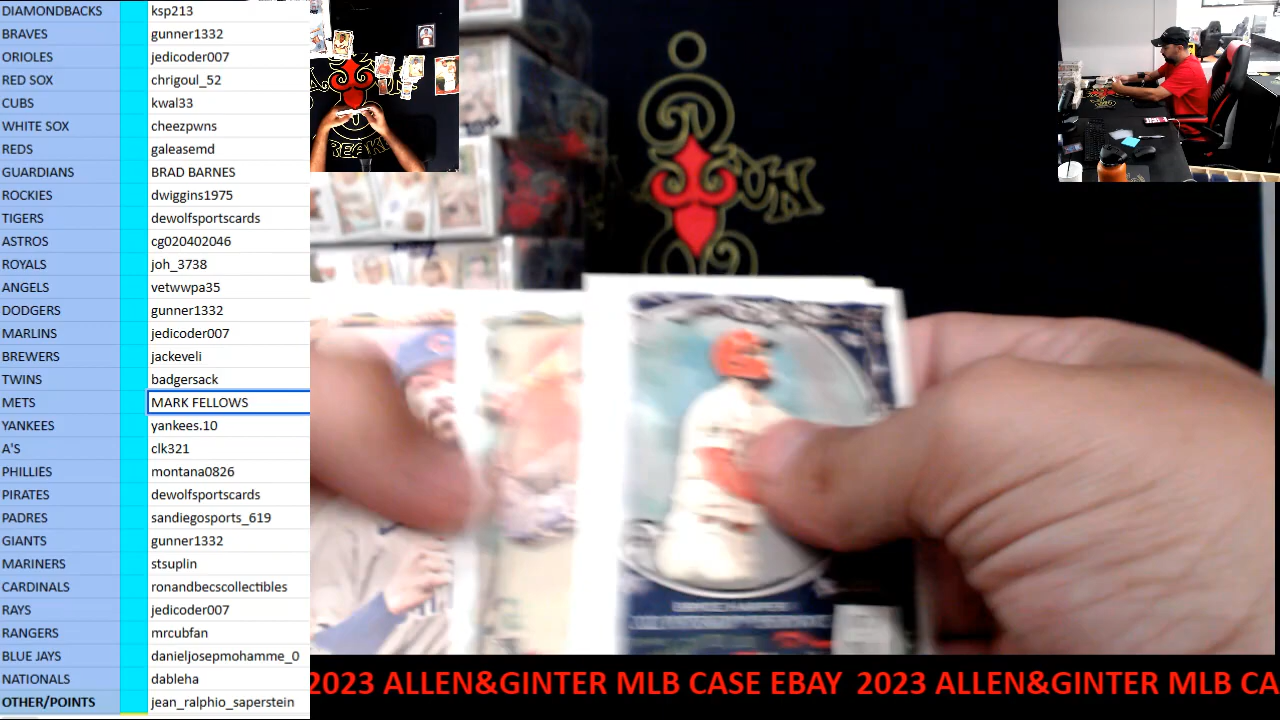 DIAMONDBACKS ksp213
BRAVES gunner1332
ORIOLES jedicoder007
RED SOX chrigoul_52
CUBS kwal33
WHITE SOX cheezpwns
REDS galeasemd
GUARDIANS BRAD BARNES
ROCKIES dwiggins1975
TIGERS dewolfsportscards
ASTROS cg020402046
ROYALS joh_3738
ANGELS vetwwpa35
DODGERS gunner1332
MARLINS jedicoder007
BREWERS jackeveli
TWINS badgersack
METS MARK FELLOWS
YANKEES yankees.10
A'S clk321
PHILLIES montana0826
PIRATES dewolfsportscards
PADRES sandiegosports_619
GIANTS gunner1332
MARINERS stsuplin
CARDINALS ronandbecscollectibles
RAYS jedicoder007
RANGERS mrcubfan
BLUE JAYS danieljosepmohamme_0
NATIONALS dableha
OTHER/POINTS jean_ralphio_saperstein
2023 ALLEN&GINTER MLB CASE EBAY 2023 ALLEN&GINTER MLB CA